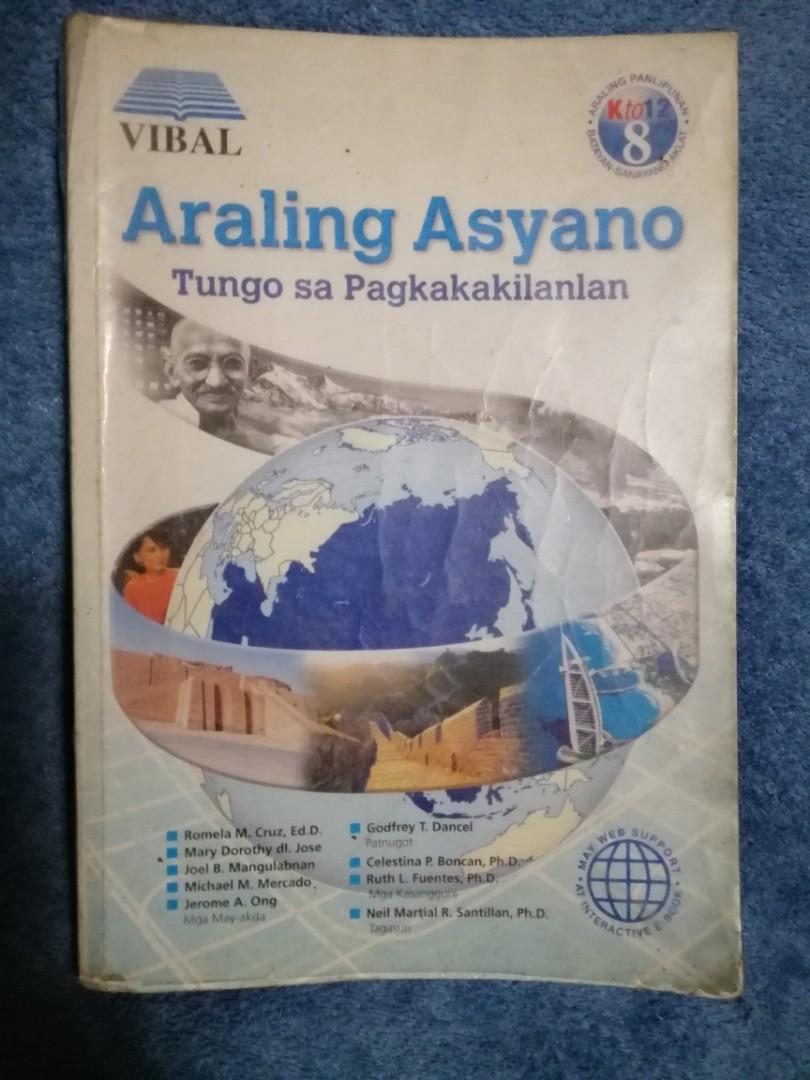 VIBAL
ARALING PANLIPUNAN
K to 12
8
BATAYAN-SANAYANG AKLAT
Araling Asyano
Tungo sa Pagkakakilanlan
Romela M. Cruz, Ed.D.
Mary Dorothy dl. Jose
Joel B. Mangulabnan
Michael M. Mercado
Jerome A. Ong
Mga May-akda
Godfrey T. Dancel
Patnugot
Celestina P. Boncan, Ph.D.
Ruth L. Fuentes, Ph.D.
Mga Kasangguni
Neil Martial R. Santillan, Ph.D.
Tagasuri
MAY WEB SUPPORT
AT INTERACTIVE E-BOOK